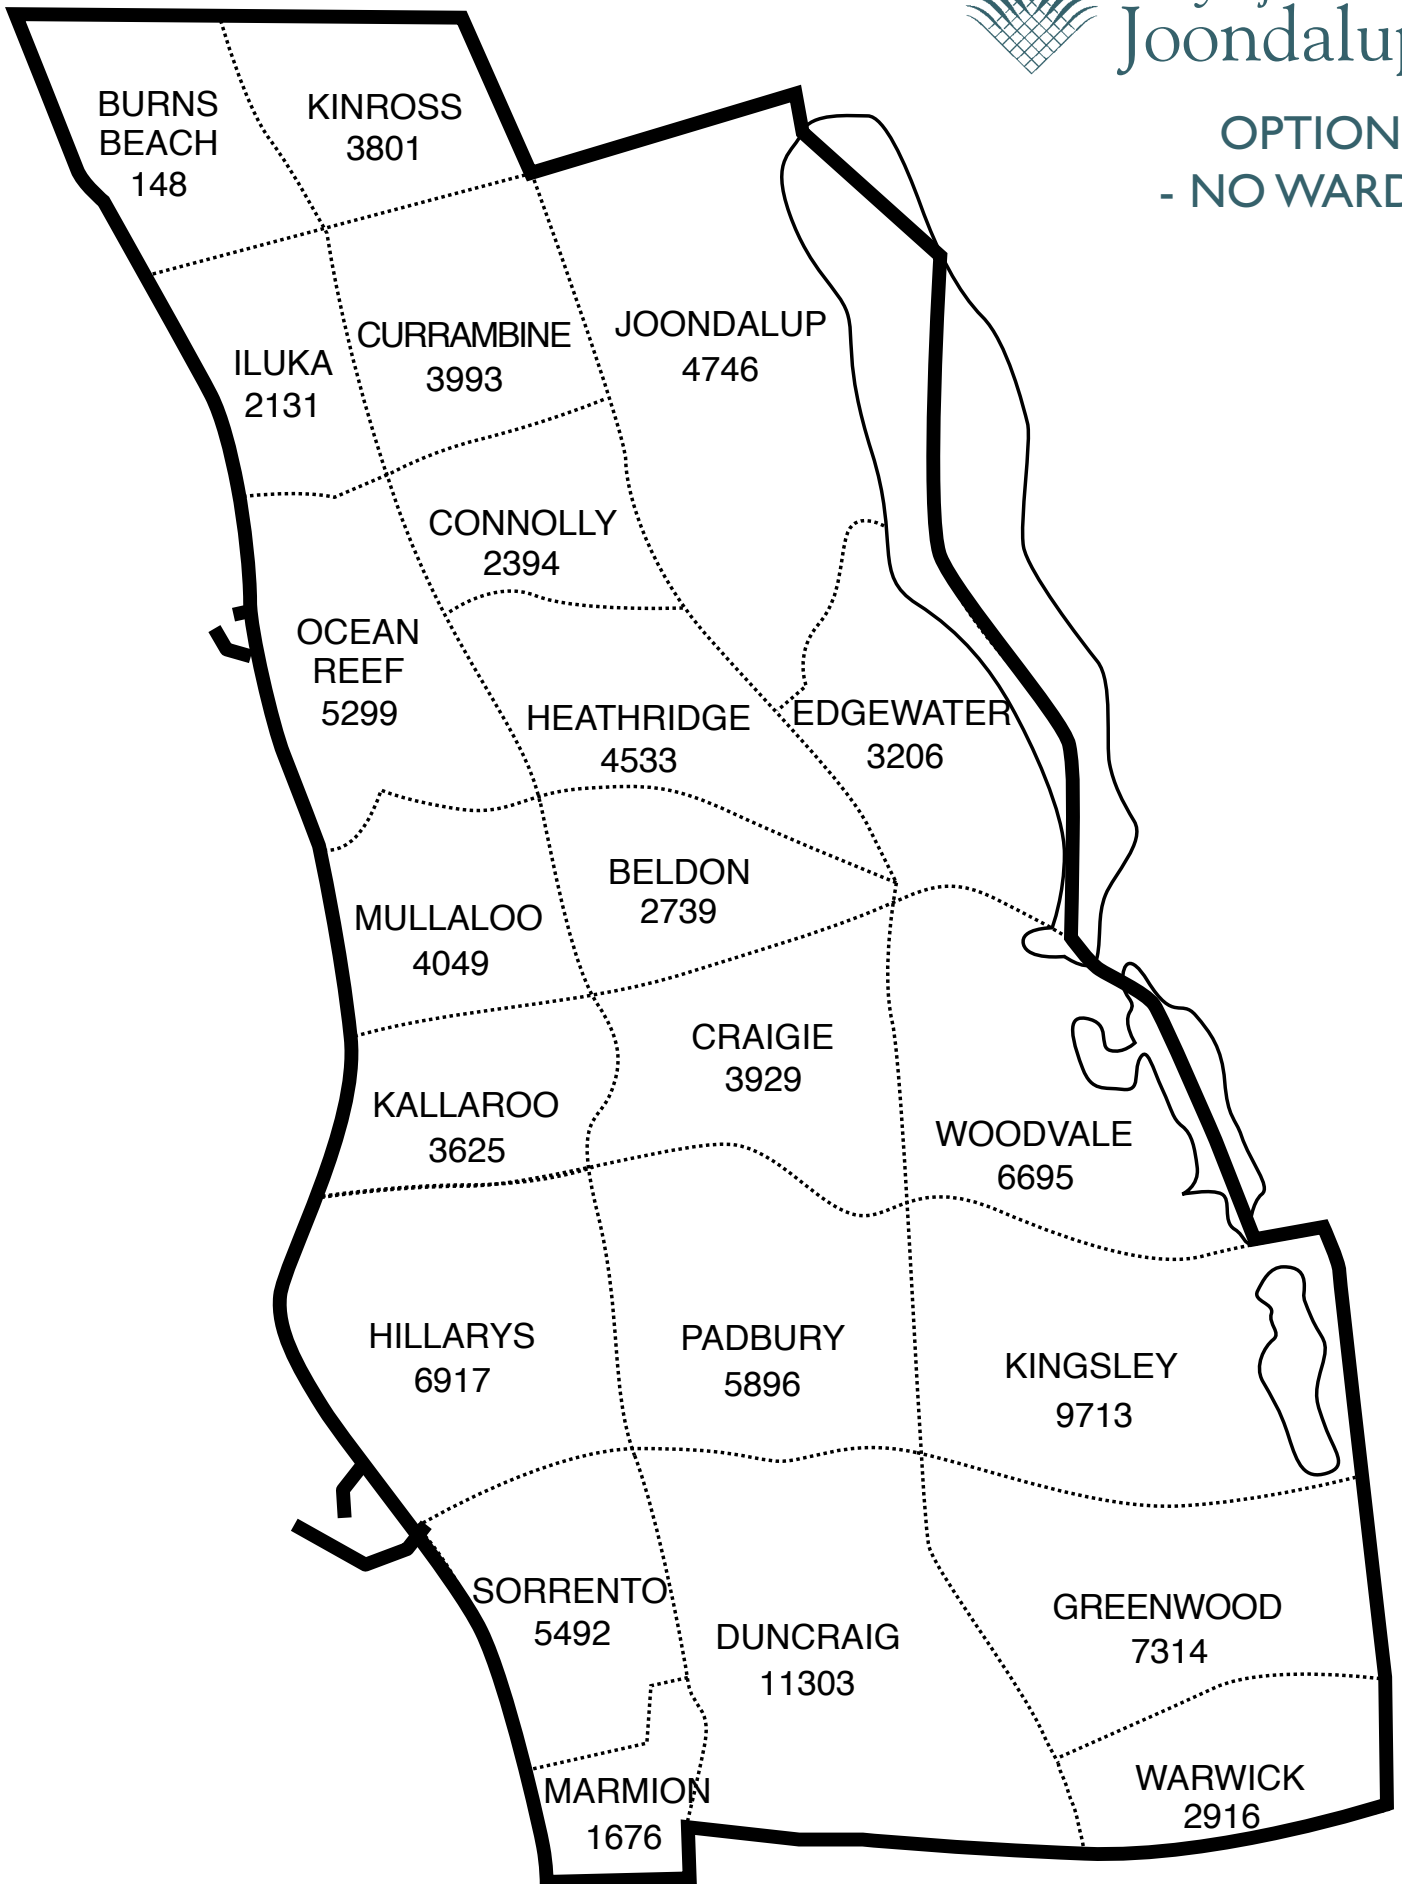 Joondalup
OPTION
- NO WARD
BURNS
BEACH
148
KINROSS
3801
ILUKA
2131
CURRAMBINE
3993
JOONDALUP
4746
CONNOLLY
2394
OCEAN
REEF
5299
HEATHRIDGE
4533
EDGEWATER
3206
BELDON
2739
MULLALOO
4049
CRAIGIE
3929
KALLAROO
3625
WOODVALE
6695
HILLARYS
6917
PADBURY
5896
KINGSLEY
9713
SORRENTO
5492
DUNCRAIG
11303
GREENWOOD
7314
MARMION
1676
WARWICK
2916